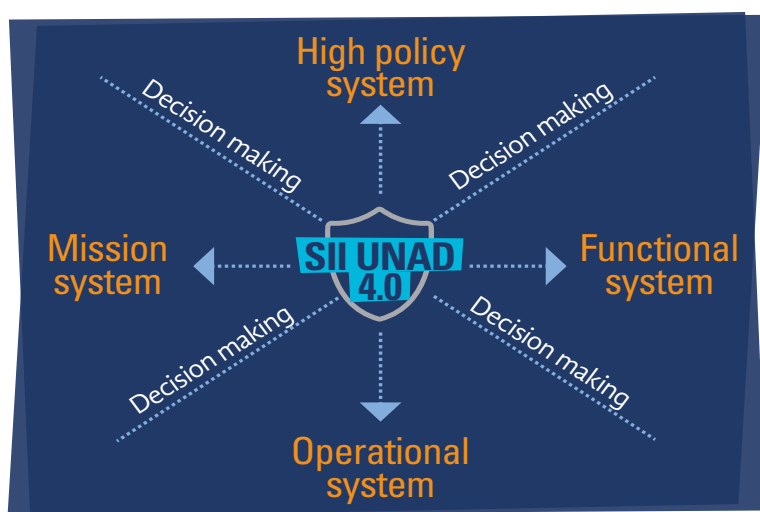 High policy
system
Decision making
Decision making
Mission
system
SII UNAD
4.0
Functional
system
Decision making
Decision making
Operational
system